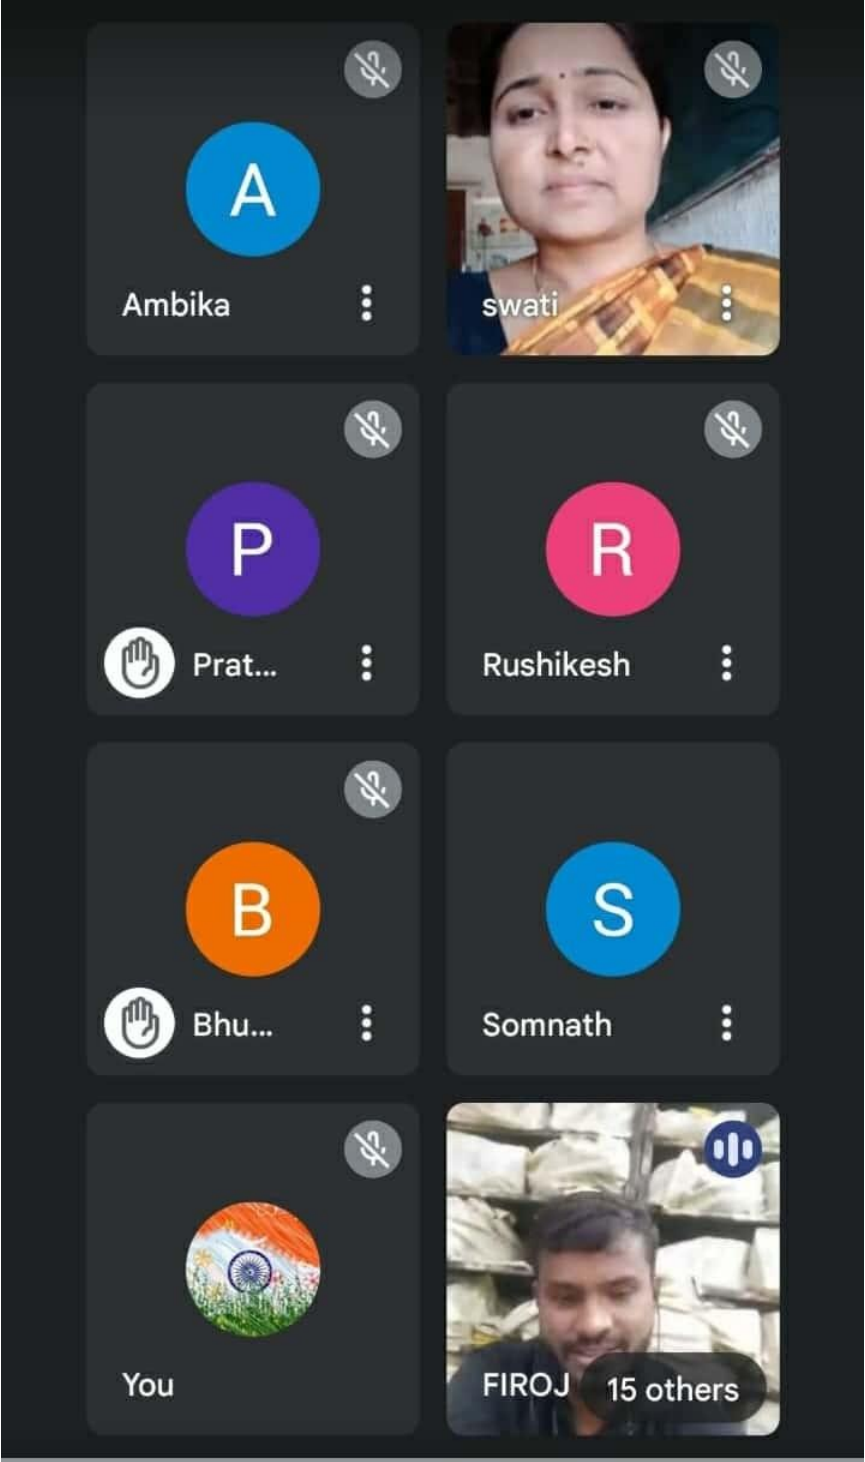 A
Ambika
swati
P
Prat...
R
Rushikesh
B
Bhu...
S
Somnath
You
FIROJ
15 others